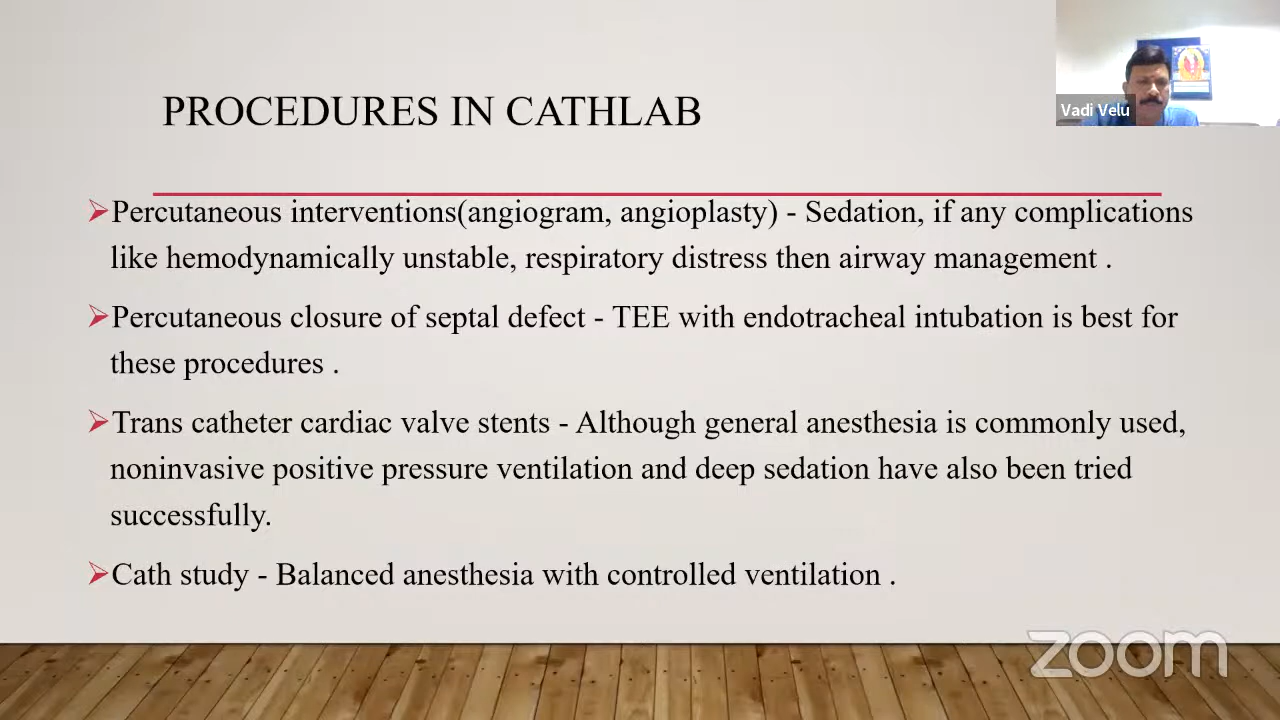 PROCEDURES IN CATHLAB
Vadi Velu
Percutaneous interventions(angiogram, angioplasty) - Sedation, if any complications
like hemodynamically unstable, respiratory distress then airway management .
Percutaneous closure of septal defect - TEE with endotracheal intubation is best for
these procedures .
Trans catheter cardiac valve stents - Although general anesthesia is commonly used,
noninvasive positive pressure ventilation and deep sedation have also been tried
successfully.
Cath study - Balanced anesthesia with controlled ventilation .
zoom